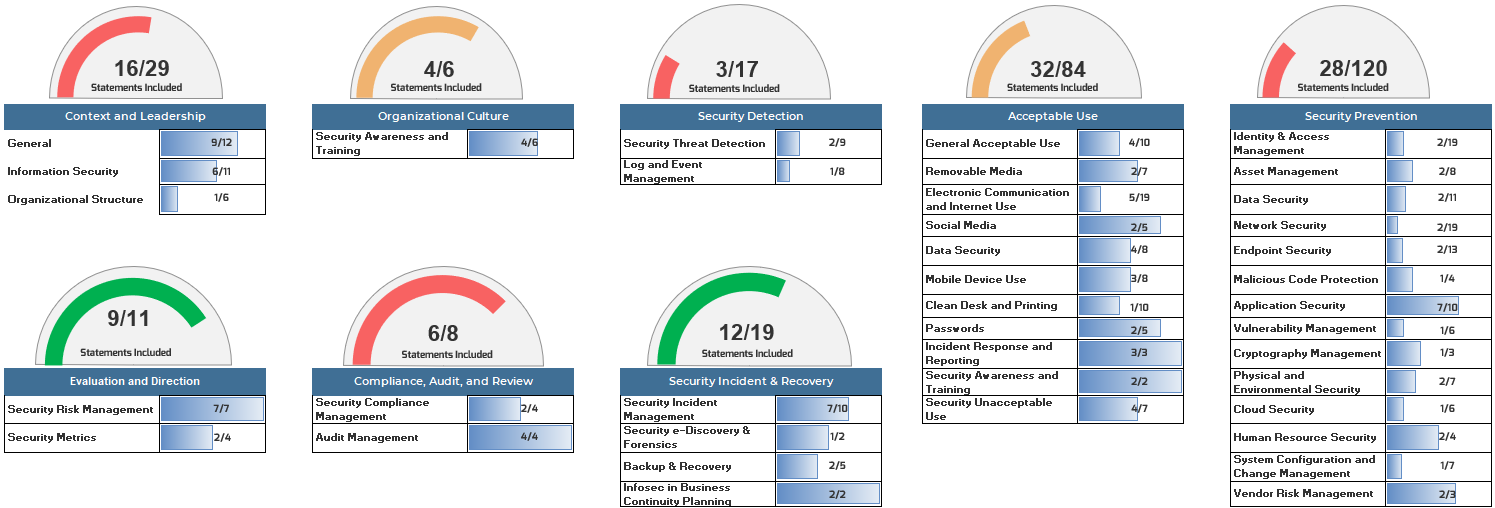 16/29
Statements Included
Context and Leadership
General 9/12
Information Security 6/11
Organizational Structure 1/6
4/6
Statements Included
Organizational Culture
Security Awareness and
Training 4/6
3/17
Statements Included
Security Detection
Security Threat Detection 2/9
Log and Event
Management 1/8
32/84
Statements Included
Acceptable Use
General Acceptable Use 4/10
Removable Media 2/7
Electronic Communication
and Internet Use 5/19
Social Media 2/5
Data Security 4/8
Mobile Device Use 3/8
Clean Desk and Printing 1/10
Passwords 2/5
Incident Response and
Reporting 3/3
Security Awareness and
Training 2/2
Security Unacceptable
Use 4/7
28/120
Statements Included
Security Prevention
Identity & Access
Management 2/19
Asset Management 2/8
Data Security 2/11
Network Security 2/19
Endpoint Security 2/13
Malicious Code Protection 1/4
Application Security 7/10
Vulnerability Management 1/6
Cryptography Management 1/3
Physical and
Environmental Security 2/7
Cloud Security 1/6
Human Resource Security 2/4
System Configuration and
Change Management 1/7
Vendor Risk Management 2/3
9/11
Statements Included
Evaluation and Direction
Security Risk Management 7/7
Security Metrics 2/4
6/8
Statements Included
Compliance, Audit, and Review
Security Compliance
Management 2/4
Audit Management 4/4
12/19
Statements Included
Security Incident & Recovery
Security Incident
Management 7/10
Security e-Discovery &
Forensics 1/2
Backup & Recovery 2/5
Infosec in Business
Continuity Planning 2/2